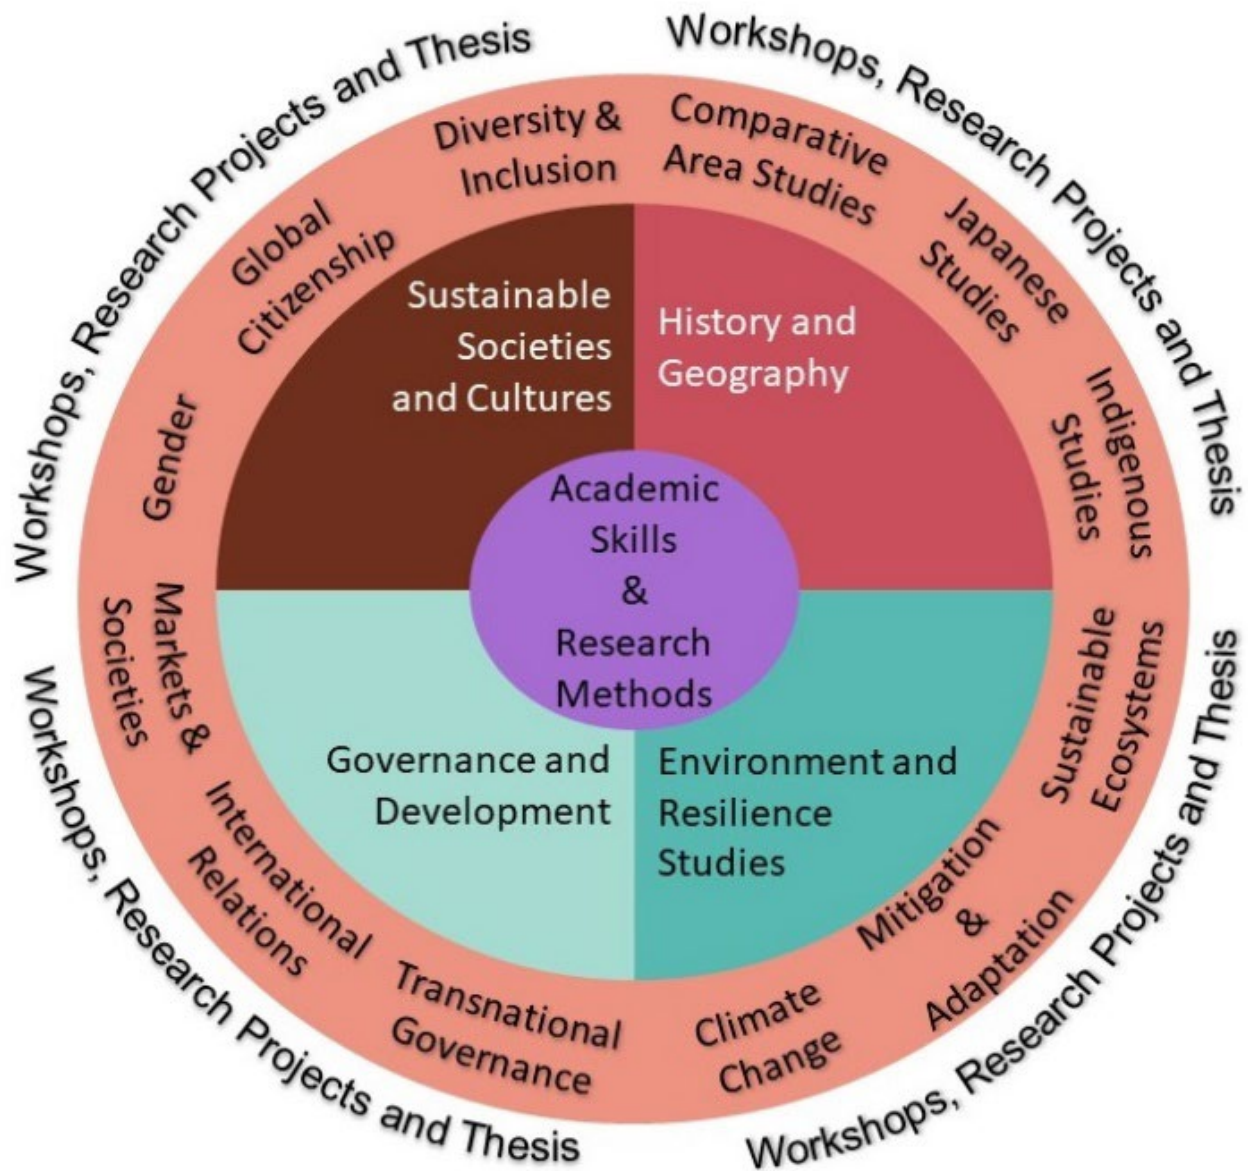 Workshops, Research Projects and Thesis
Workshops, Research Projects and Thesis
Diversity &
Inclusion
Comparative
Area Studies
Global
Citizenship
Japanese
Studies
Gender
Indigenous
Studies
Sustainable
Societies
and Cultures
History and
Geography
Academic
Skills
&
Research
Methods
Markets &
Societies
Sustainable
Ecosystems
Governance and
Development
Environment and
Resilience
Studies
International
Relations
Mitigation
&
Adaptation
Transnational
Governance
Climate
Change
Workshops, Research Projects and Thesis
Workshops, Research Projects and Thesis